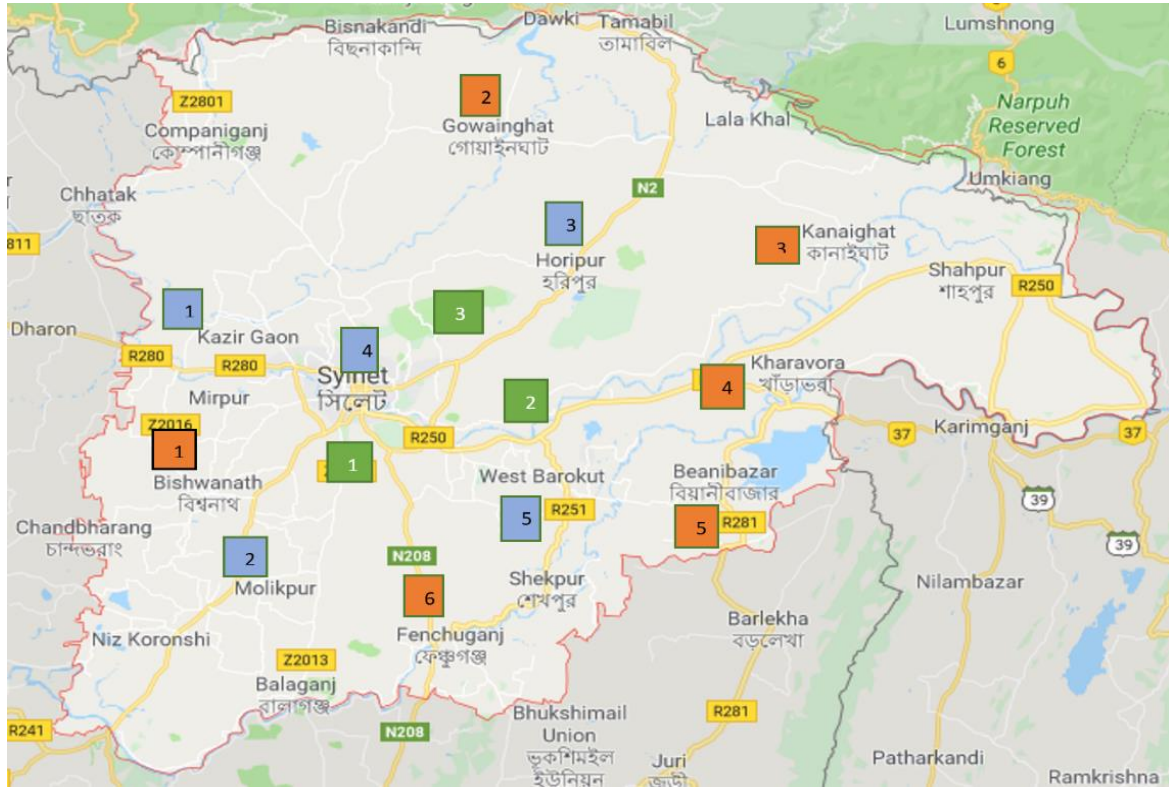 Dawki
Tamabil
তামাবিল
Lumshnong
Bisnakandi
বিছনাকান্দি
6
Z2801
2
Narpuh
Reserved
Forest
Companiganj
কোম্পানীগঞ্জ
Gowainghat
গোয়াইনঘাট
Lala Khal
Umkiang
Chhatak
ছাতক
N2
3
Horipur
হরিপুর
3
Kanaighat
কানাইঘাট
811
Shahpur
শাহপুর
R250
1
3
Dharon
Kazir Gaon
4
R280
R280
Sylhet
সিলেট
Kharavora
খাঁড়াভরা
4
2
Mirpur
Z2016
1
Bishwanath
বিশ্বনাথ
1
R250
37
Karimganj
37
West Barokut
Beanibazar
বিয়ানীবাজার
39
Chandbharang
চান্দভরাং
5
R251
5
R281
39
2
Molikpur
N208
Shekpur
শেখপুর
Nilambazar
6
Niz Koronshi
Fenchuganj
ফেঞ্চুগঞ্জ
Barlekha
বড়লেখা
Z2013
Balaganj
বালাগঞ্জ
R241
N208
Bhukshimail
Union
ভূকশিমইল
ইউনিয়ন
R281
Juri
জুড়ী
Patharkandi
Ramkrishna